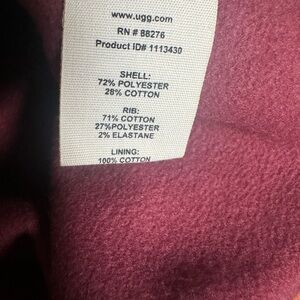 www.ugg.com
RN # 88276
Product ID# 1113430
SHELL:
72% POLYESTER
28% COTTON
RIB:
71% COTTON
27%POLYESTER
2% ELASTANE
LINING:
100% COTTON